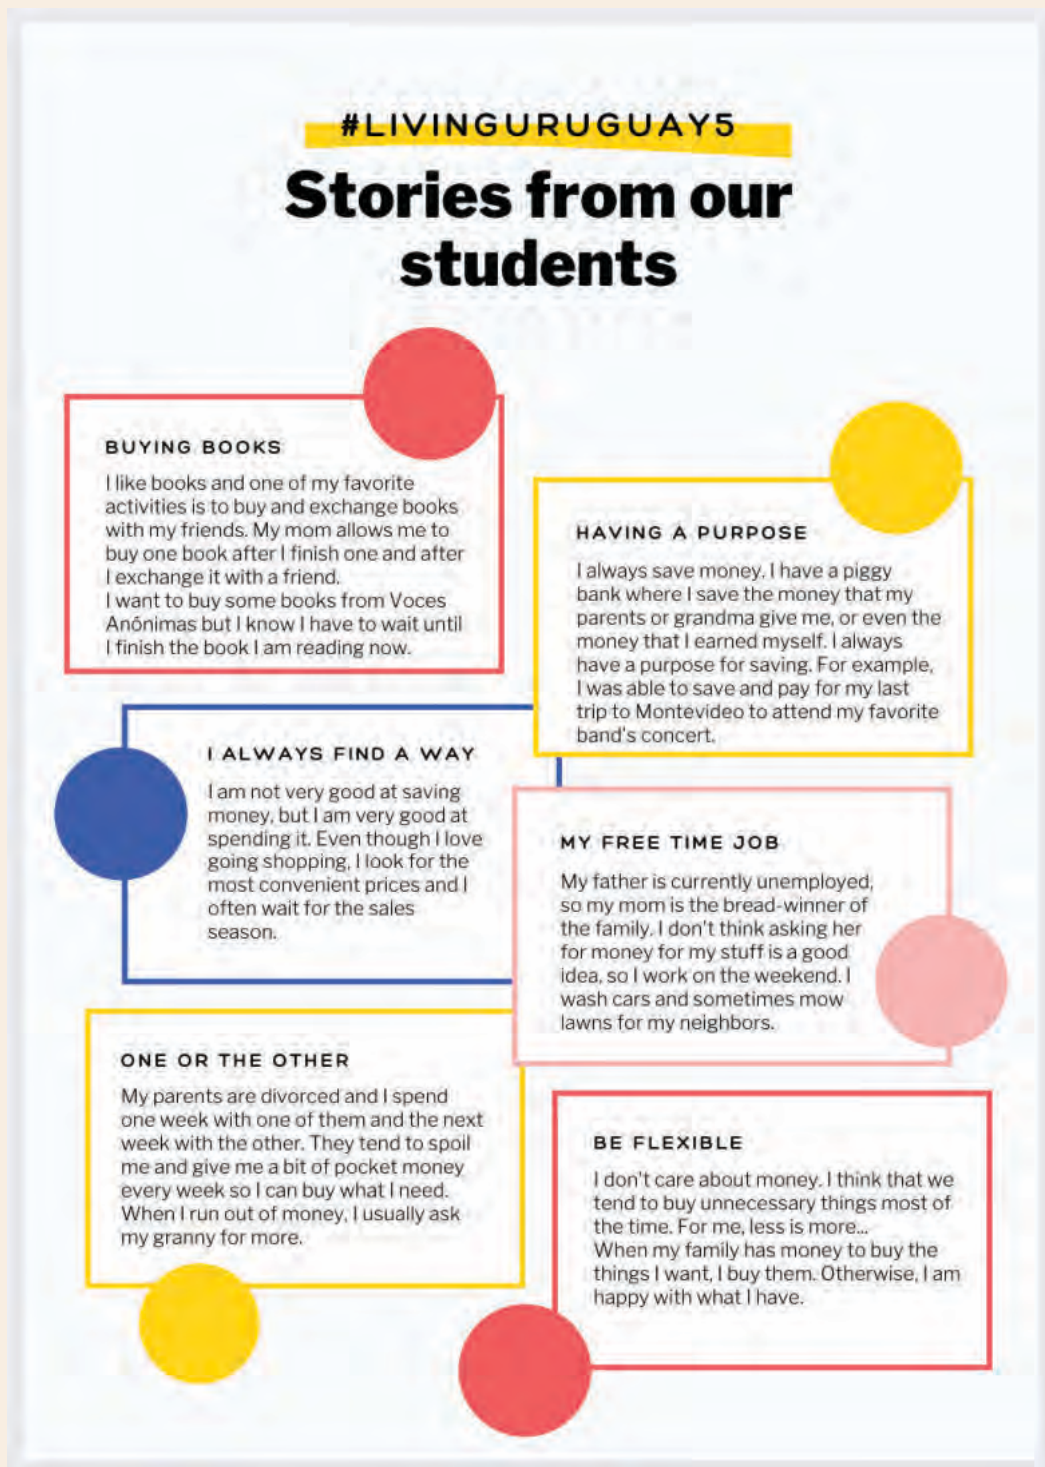 #LIVINGURUGUAY5
Stories from our
students
BUYING BOOKS
I like books and one of my favorite
activities is to buy and exchange books
with my friends. My mom allows me to
buy one book after I finish one and after
I exchange it with a friend.
I want to buy some books from Voces
Anónimas but I know I have to wait until
I finish the book I am reading now.
HAVING A PURPOSE
I always save money. I have a piggy
bank where I save the money that my
parents or grandma give me, or even the
money that I earned myself. I always
have a purpose for saving. For example,
I was able to save and pay for my last
trip to Montevideo to attend my favorite
band's concert.
I ALWAYS FIND A WAY
I am not very good at saving
money, but I am very good at
spending it. Even though I love
going shopping, I look for the
most convenient prices and I
often wait for the sales
season.
MY FREE TIME JOB
My father is currently unemployed,
so my mom is the bread-winner of
the family. I don't think asking her
for money for my stuff is a good
idea, so I work on the weekend. I
wash cars and sometimes mow
lawns for my neighbors.
ONE OR THE OTHER
My parents are divorced and I spend
one week with one of them and the next
week with the other. They tend to spoil
me and give me a bit of pocket money
every week so I can buy what I need.
When I run out of money, I usually ask
my granny for more.
BE FLEXIBLE
I don't care about money. I think that we
tend to buy unnecessary things most of
the time. For me, less is more...
When my family has money to buy the
things I want, I buy them. Otherwise, I am
happy with what I have.